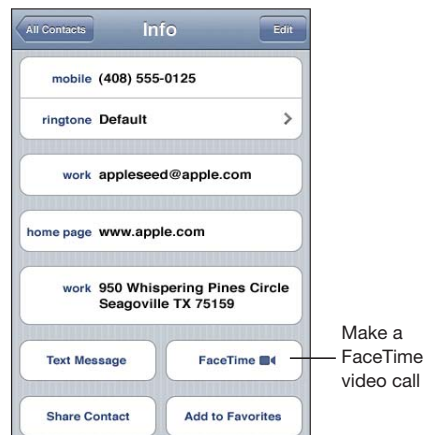 All Contacts Info Edit
mobile (408) 555-0125
ringtone Default
work appleseed@apple.com
home page www.apple.com
work 950 Whispering Pines Circle
Seagoville TX 75159
Text Message FaceTime
Share Contact Add to Favorites
Make a
FaceTime
video call